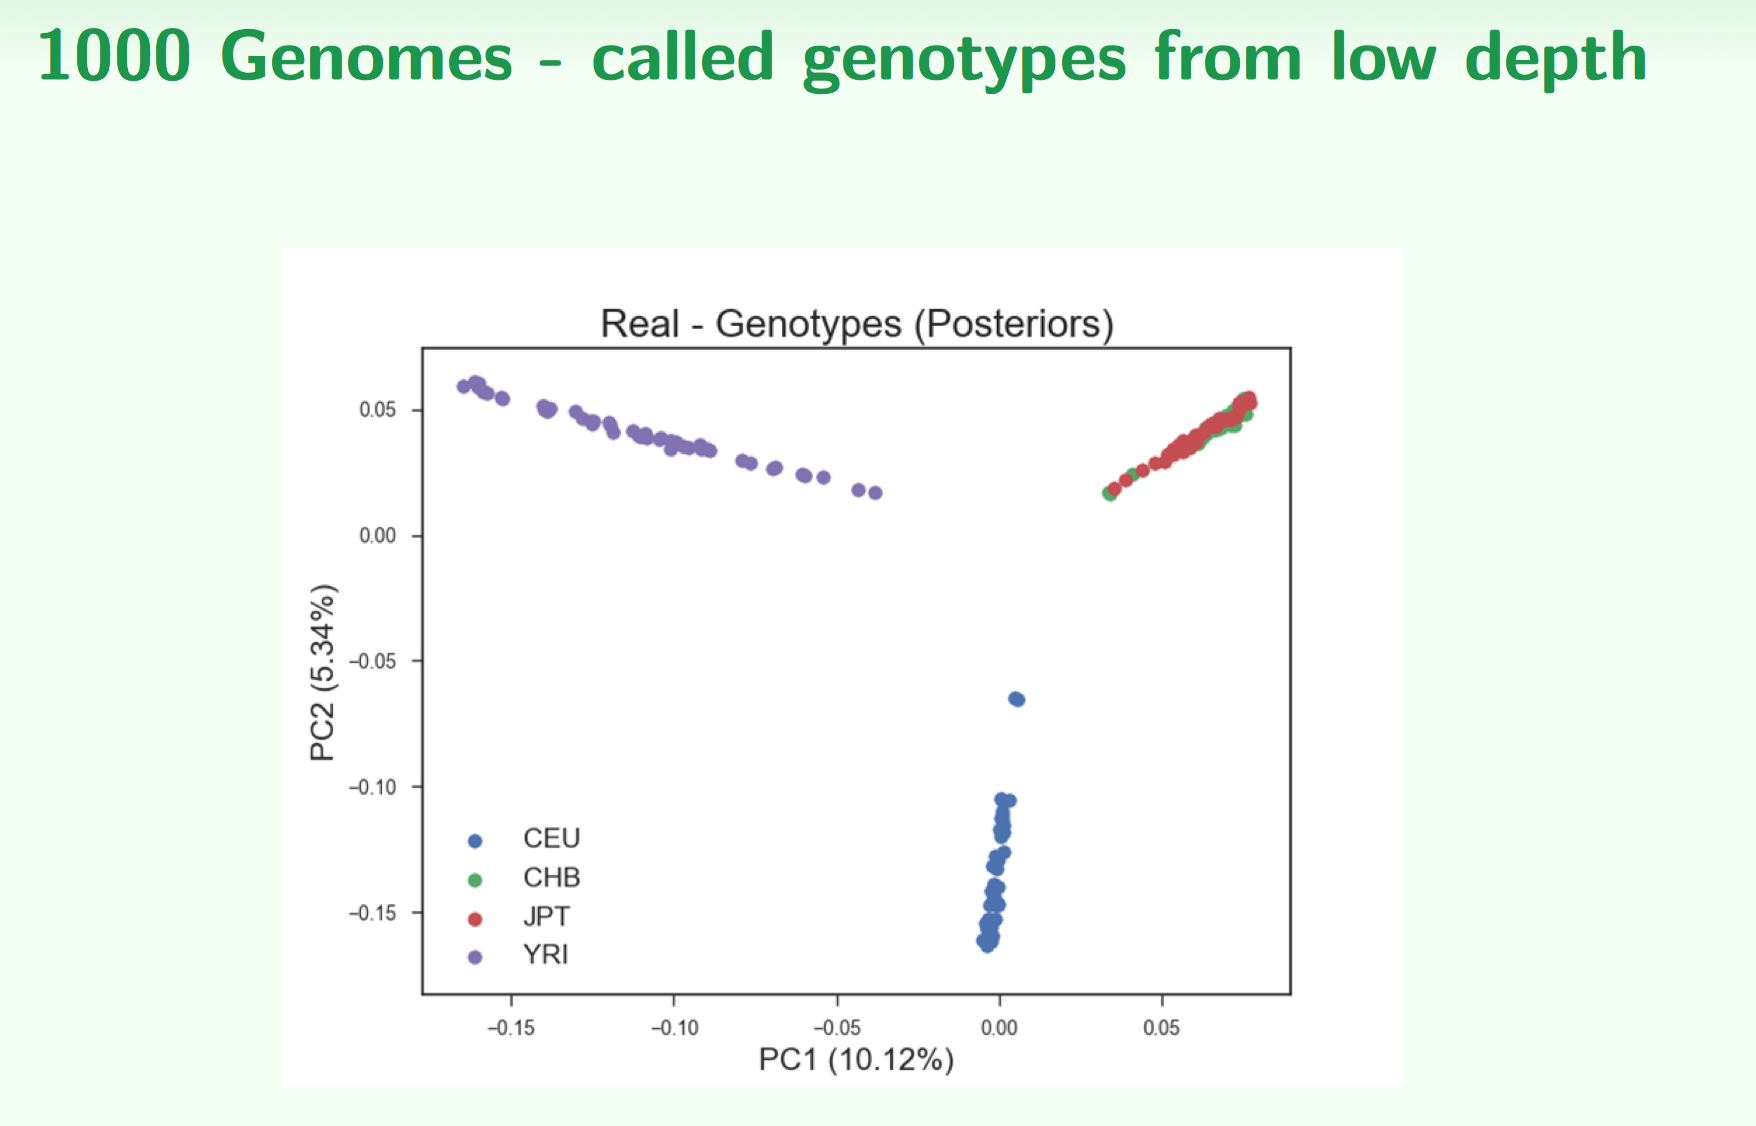 1000 Genomes - called genotypes from low depth
Real - Genotypes (Posteriors)
0.05
0.00
−0.05
−0.10
−0.15
PC2 (5.34%)
CEU
CHB
JPT
YRI
−0.15 −0.10 −0.05 0.00 0.05
PC1 (10.12%)